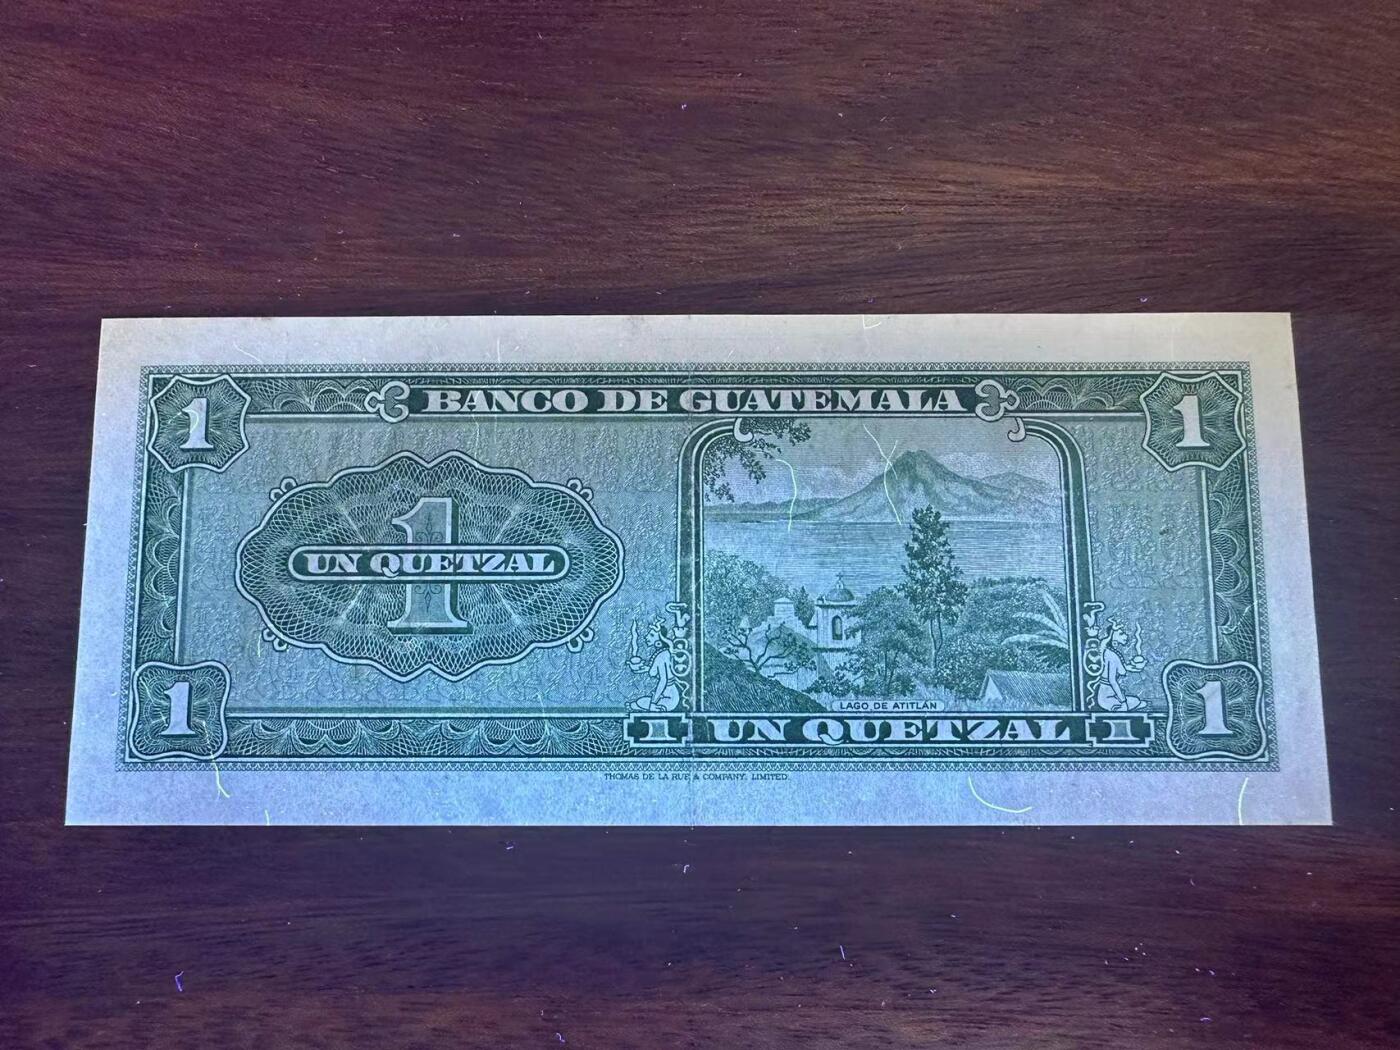 BANCO DE GUATEMALA
1
1
1
UN QUETZAL
LAGO DE ATITLÁN
1
1 UN QUETZAL 1
1
THOMAS DE LA RUE & COMPANY, LIMITED.